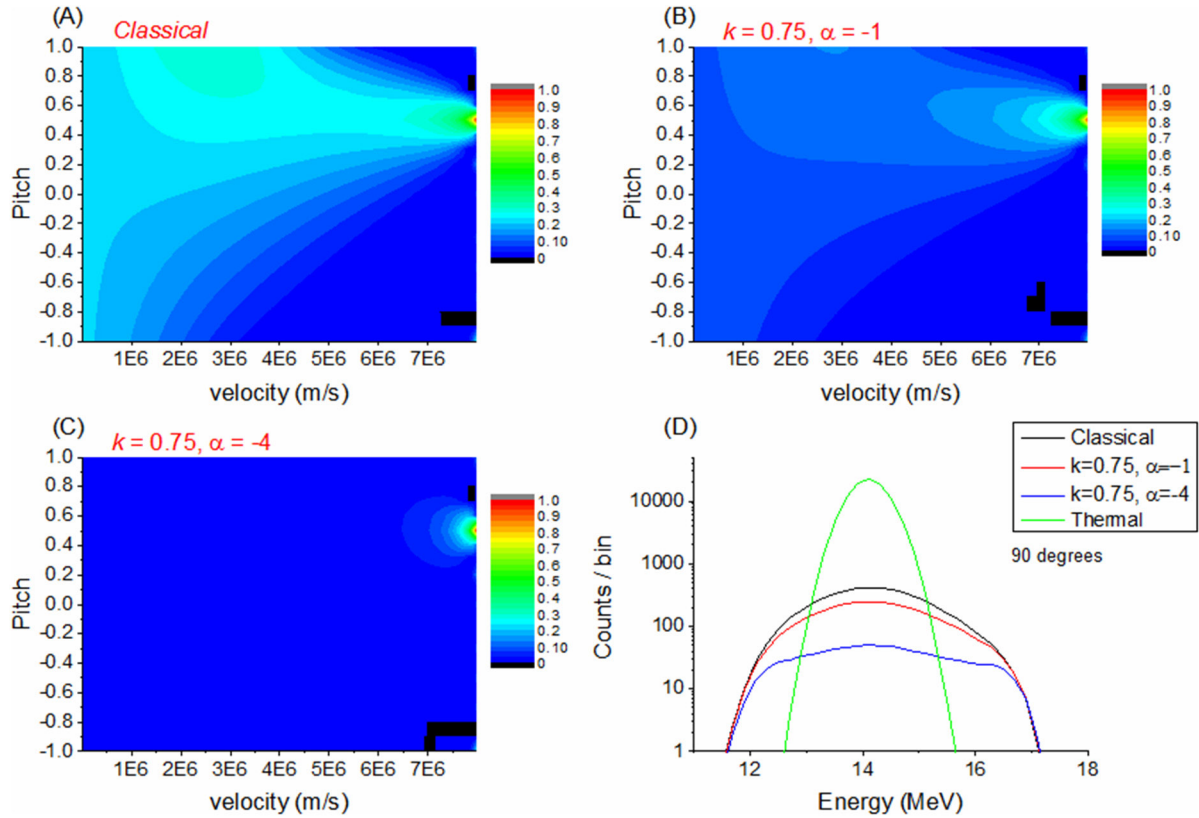 (A)
Classical
Pitch
1.0
0.8
0.6
0.4
0.2
0.0
-0.2
-0.4
-0.6
-0.8
-1.0
1E6 2E6 3E6 4E6 5E6 6E6 7E6
velocity (m/s)
1.0
0.9
0.8
0.7
0.6
0.5
0.4
0.3
0.2
0.10
0
(B)
k = 0.75, α = -1
Pitch
1.0
0.8
0.6
0.4
0.2
0.0
-0.2
-0.4
-0.6
-0.8
-1.0
1E6 2E6 3E6 4E6 5E6 6E6 7E6
velocity (m/s)
1.0
0.9
0.8
0.7
0.6
0.5
0.4
0.3
0.2
0.10
0
(C)
k = 0.75, α = -4
Pitch
1.0
0.8
0.6
0.4
0.2
0.0
-0.2
-0.4
-0.6
-0.8
-1.0
1E6 2E6 3E6 4E6 5E6 6E6 7E6
velocity (m/s)
1.0
0.9
0.8
0.7
0.6
0.5
0.4
0.3
0.2
0.10
0
(D)
Classical
k=0.75, α=-1
k=0.75, α=-4
Thermal
90 degrees
Counts / bin
10000
1000
100
10
1
12 14 16 18
Energy (MeV)